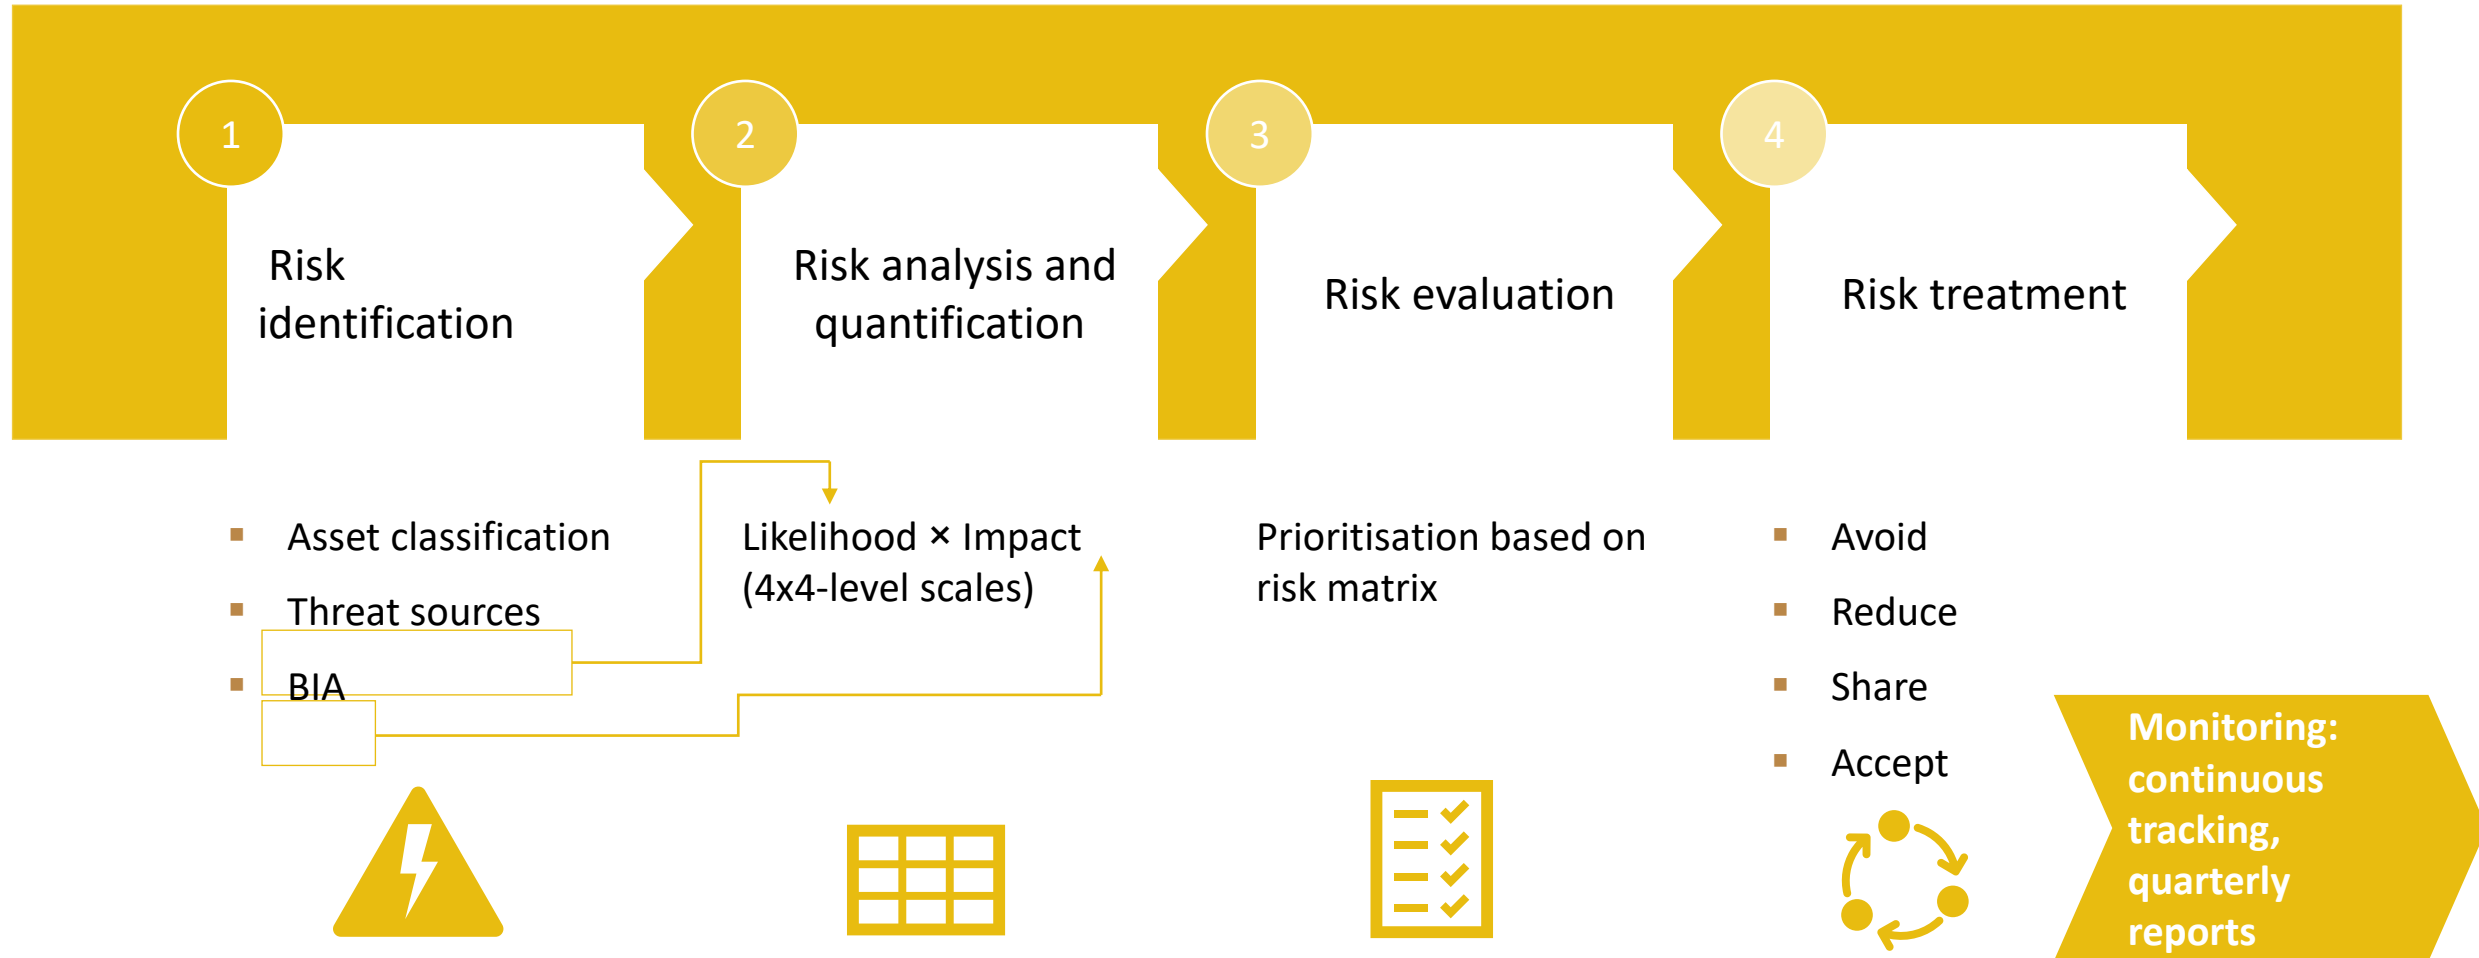 1
Risk
identification
2
Risk analysis and
quantification
3
Risk evaluation
4
Risk treatment
▪ Asset classification
▪ Threat sources
▪ BIA
Likelihood × Impact
(4x4-level scales)
Prioritisation based on
risk matrix
▪ Avoid
▪ Reduce
▪ Share
▪ Accept
Monitoring:
continuous
tracking,
quarterly
reports